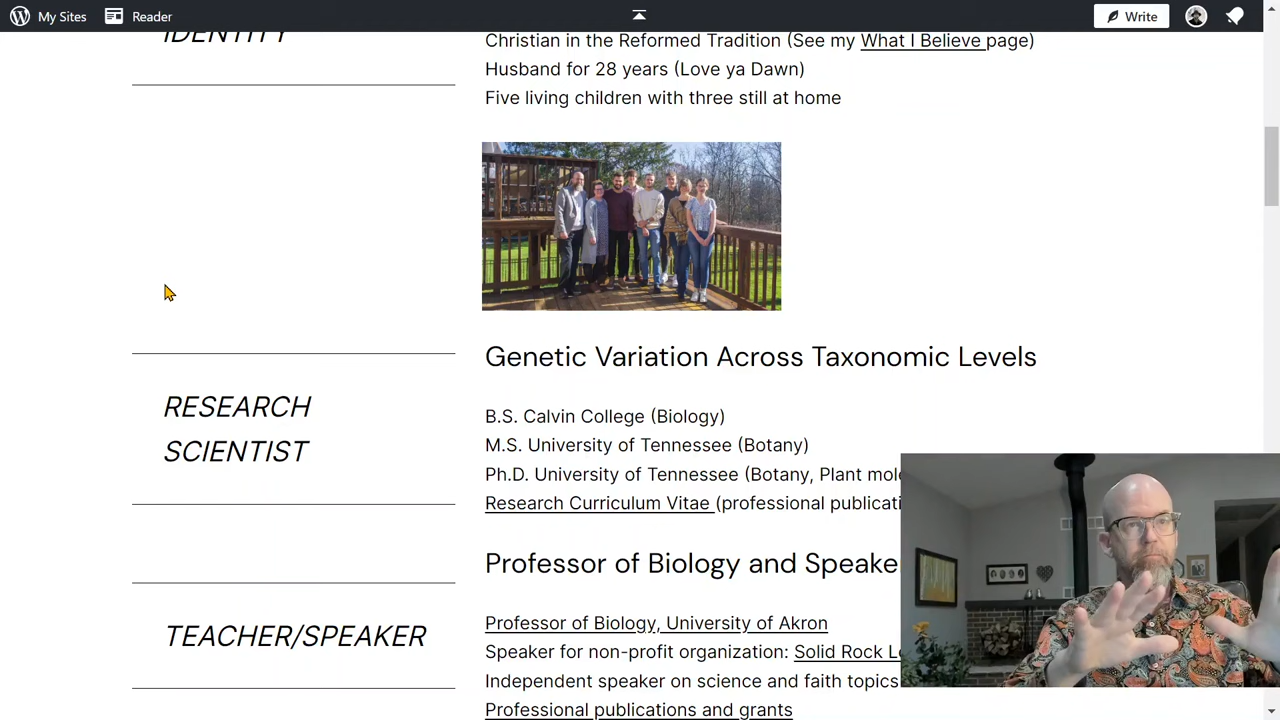 My Sites
Reader
Write
IDENTITY
Christian in the Reformed Tradition (See my What I Believe page)
Husband for 28 years (Love ya Dawn)
Five living children with three still at home
Genetic Variation Across Taxonomic Levels
RESEARCH
SCIENTIST
B.S. Calvin College (Biology)
M.S. University of Tennessee (Botany)
Ph.D. University of Tennessee (Botany, Plant
Research Curriculum Vitae (professional
Professor of Biology and
TEACHER/SPEAKER
Professor of Biology, University of Akron
Speaker for non-profit organization: Solid Rock
Independent speaker on science and faith topics
Professional publications and grants